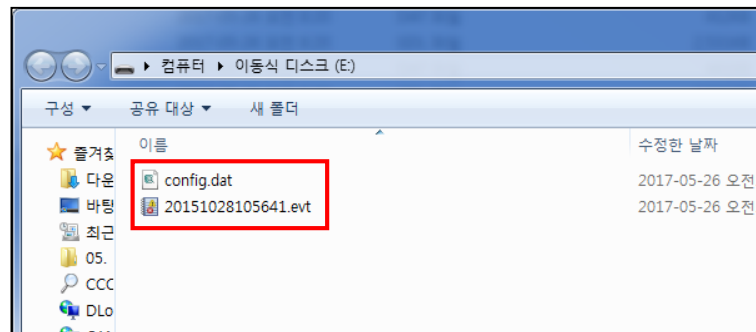 컴퓨터 ▸ 이동식 디스크 (E:)
구성 ▼ 공유 대상 ▼ 새 폴더
이름 수정한 날짜
즐겨찾
다운
config.dat 2017-05-26 오전
바탕
20151028105641.evt 2017-05-26 오전
최근
05.
CCC
DLo